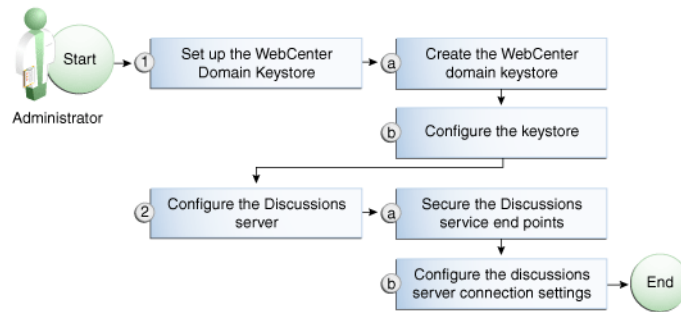 Start
Administrator
1
Set up the WebCenter
Domain Keystore
a
Create the WebCenter
domain keystore
b
Configure the keystore
2
Configure the Discussions
server
a
Secure the Discussions
service end points
b
Configure the discussions
server connection settings
End